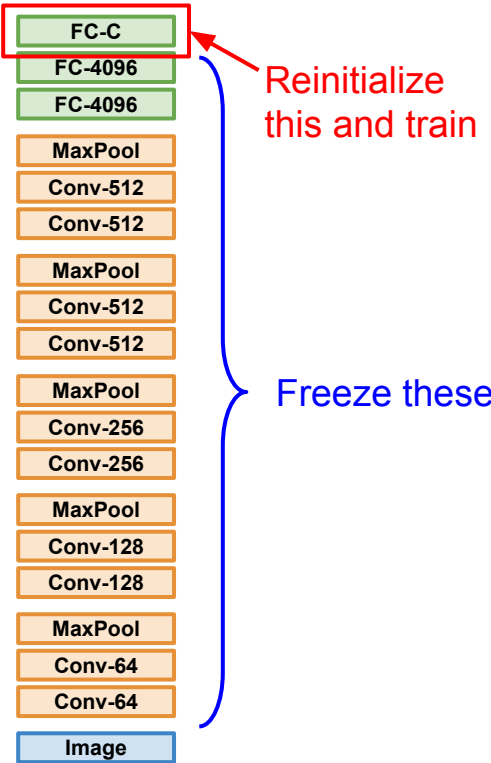 FC-C
FC-4096
FC-4096
Reinitialize
this and train
MaxPool
Conv-512
Conv-512
MaxPool
Conv-512
Conv-512
MaxPool
Conv-256
Conv-256
Freeze these
MaxPool
Conv-128
Conv-128
MaxPool
Conv-64
Conv-64
Image